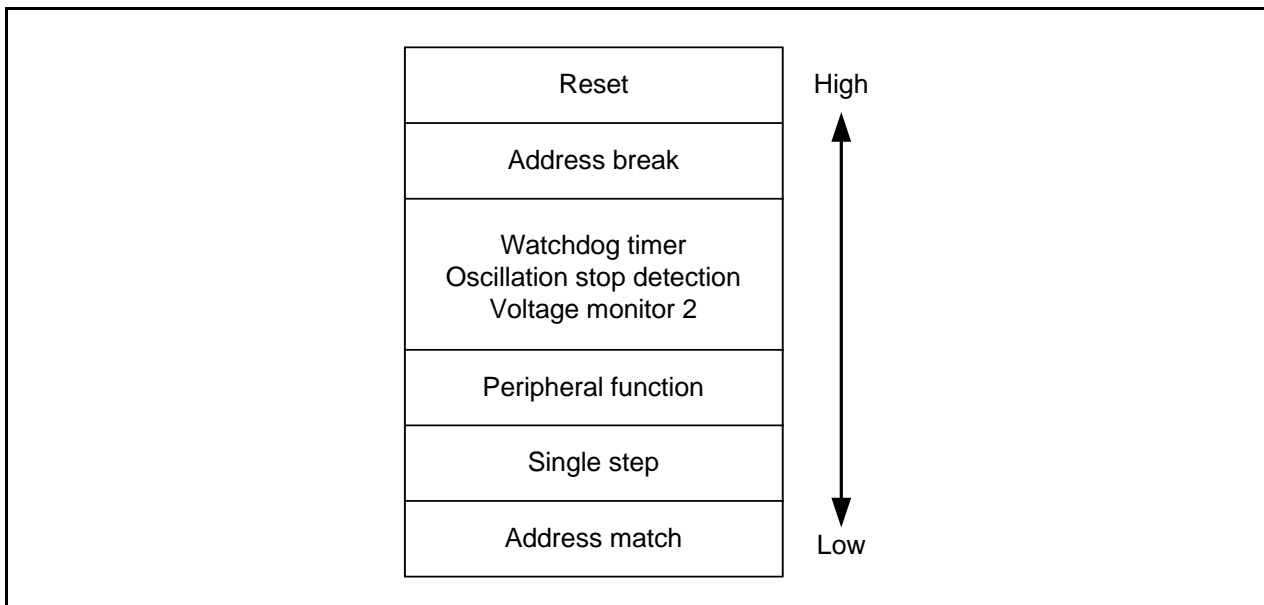 Reset
High
Address break
Watchdog timer
Oscillation stop detection
Voltage monitor 2
Peripheral function
Single step
Address match
Low